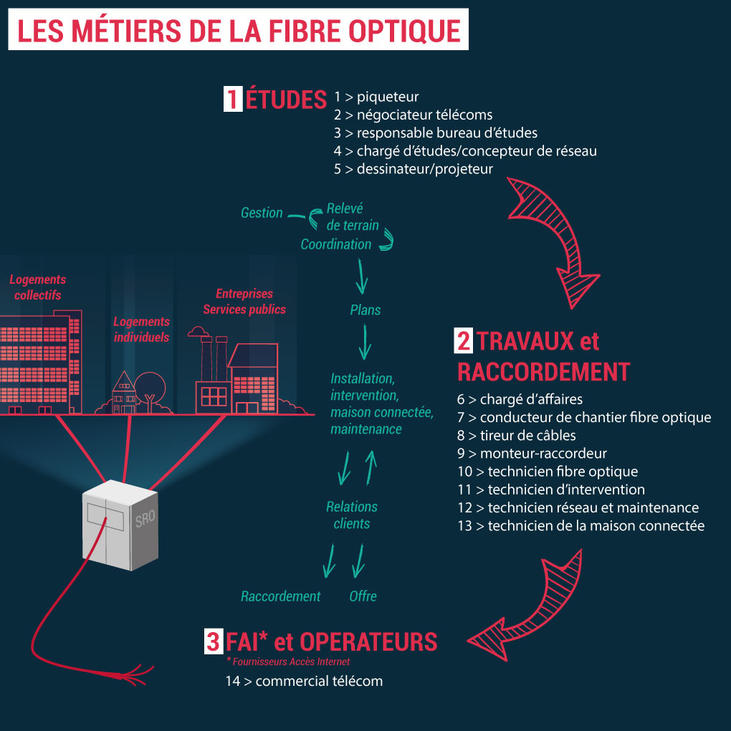 LES MÉTIERS DE LA FIBRE OPTIQUE
1 ÉTUDES
1 > piqueteur
2 > négociateur télécoms
3 > responsable bureau d'études
4 > chargé d'études/concepteur de réseau
5 > dessinateur/projeteur
Gestion
Relevé
de terrain
Coordination
Plans
Installation,
intervention,
maison connectée,
maintenance
Relations
clients
Raccordement
Offre
Logements
collectifs
Logements
individuels
Entreprises
Services publics
SRO
2 TRAVAUX et
RACCORDEMENT
6 > chargé d'affaires
7 > conducteur de chantier fibre optique
8 > tireur de câbles
9 > monteur-raccordeur
10 > technicien fibre optique
11 > technicien d'intervention
12 > technicien réseau et maintenance
13 > technicien de la maison connectée
3 FAI* et OPERATEURS
* Fournisseurs Accès Internet
14 > commercial télécom